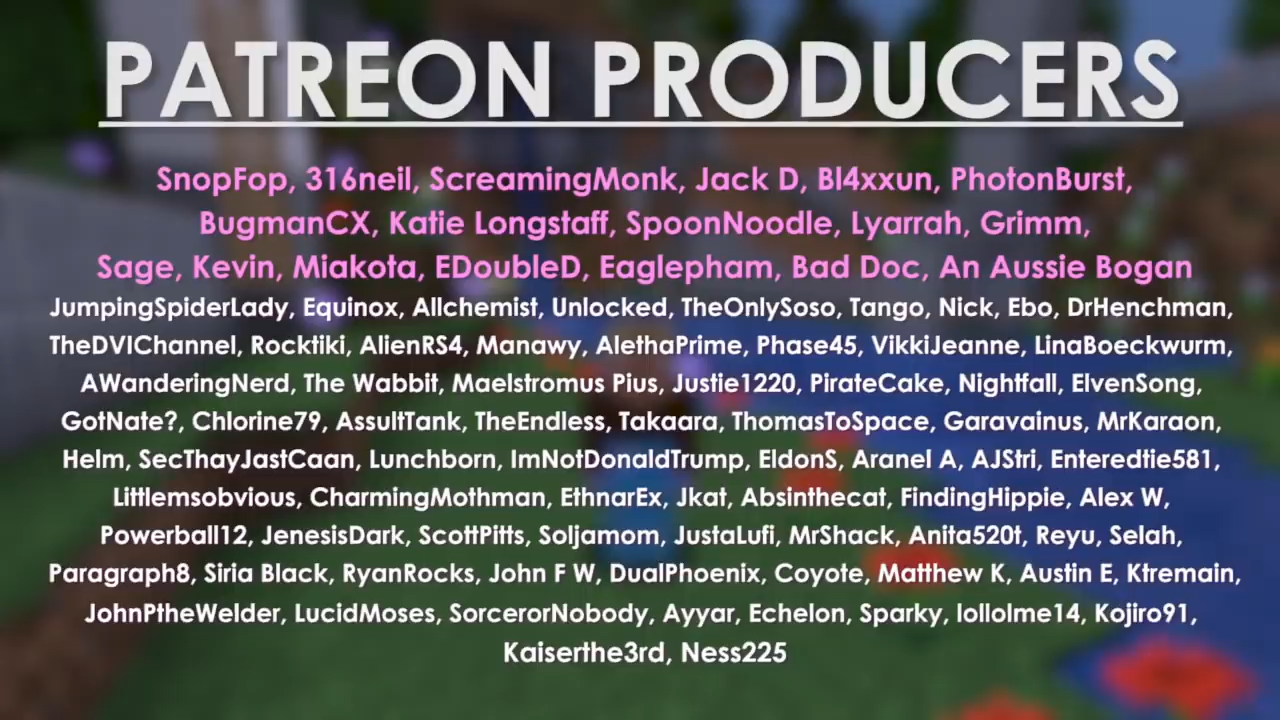 PATREON PRODUCERS
SnopFop, 316neil, ScreamingMonk, Jack D, Bl4xxun, PhotonBurst,
BugmanCX, Katie Longstaff, SpoonNoodle, Lyarrah, Grimm,
Sage, Kevin, Miakota, EDoubleD, Eaglepham, Bad Doc, An Aussie Bogan
JumpingSpiderLady, Equinox, Allchemist, Unlocked, TheOnlySoso, Tango, Nick, Ebo, DrHenchman,
TheDVIChannel, Rocktiki, AlienRS4, Manawy, AlethaPrime, Phase45, VikkiJeanne, LinaBoeckwurm,
AWanderingNerd, The Wabbit, Maelstromus Pius, Justie1220, PirateCake, Nightfall, ElvenSong,
GotNate?, Chlorine79, AssultTank, TheEndless, Takaara, ThomasToSpace, Garavainus, MrKaraon,
Helm, SecThayJastCaan, Lunchborn, ImNotDonaldTrump, EldonS, Aranel A, AJStri, Enteredtie581,
Littlemsobvious, CharmingMothman, EthnarEx, Jkat, Absinthecat, FindingHippie, Alex W,
Powerball12, JenesisDark, ScottPitts, Soljamom, JustaLufi, MrShack, Anita520t, Reyu, Selah,
Paragraph8, Siria Black, RyanRocks, John F W, DualPhoenix, Coyote, Matthew K, Austin E, Ktremain,
JohnPtheWelder, LucidMoses, SorcerorNobody, Ayyar, Echelon, Sparky, lollolme14, Kojiro91,
Kaiserthe3rd, Ness225